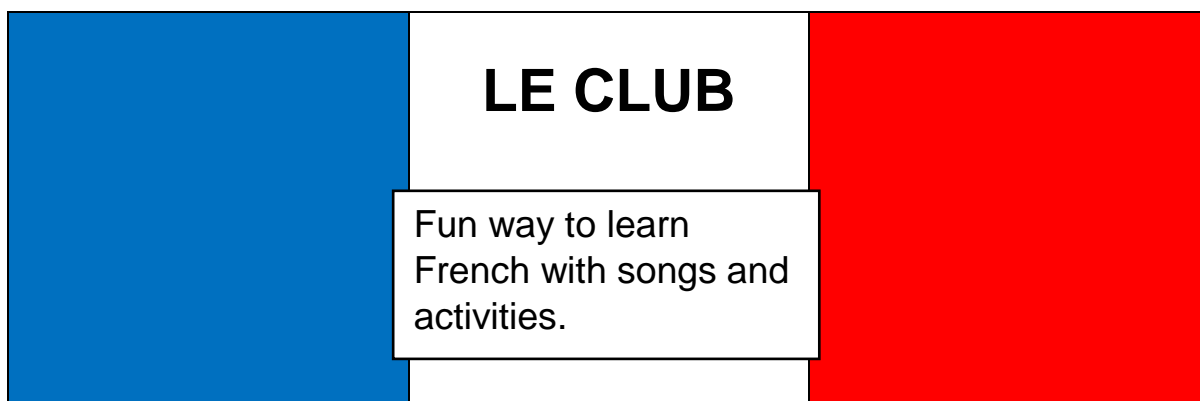 LE CLUB
Fun way to learn
French with songs and
activities.